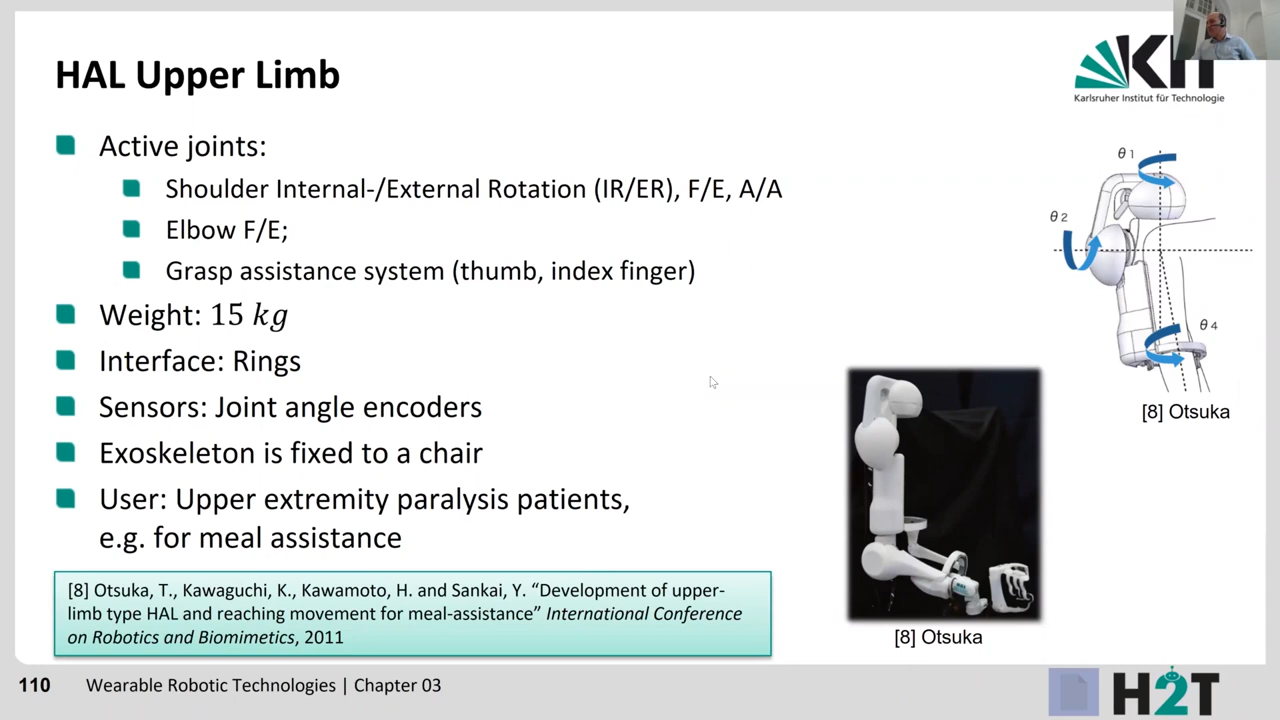 HAL Upper Limb
KIT
Karlsruher Institut für Technologie
Active joints:
Shoulder Internal-/External Rotation (IR/ER), F/E, A/A
Elbow F/E;
Grasp assistance system (thumb, index finger)
Weight: 15 kg
Interface: Rings
Sensors: Joint angle encoders
Exoskeleton is fixed to a chair
User: Upper extremity paralysis patients,
e.g. for meal assistance
θ1
θ2
θ4
[8] Otsuka
[8] Otsuka
[8] Otsuka, T., Kawaguchi, K., Kawamoto, H. and Sankai, Y. “Development of upper-
limb type HAL and reaching movement for meal-assistance” International Conference
on Robotics and Biomimetics, 2011
110 Wearable Robotic Technologies | Chapter 03
H2T